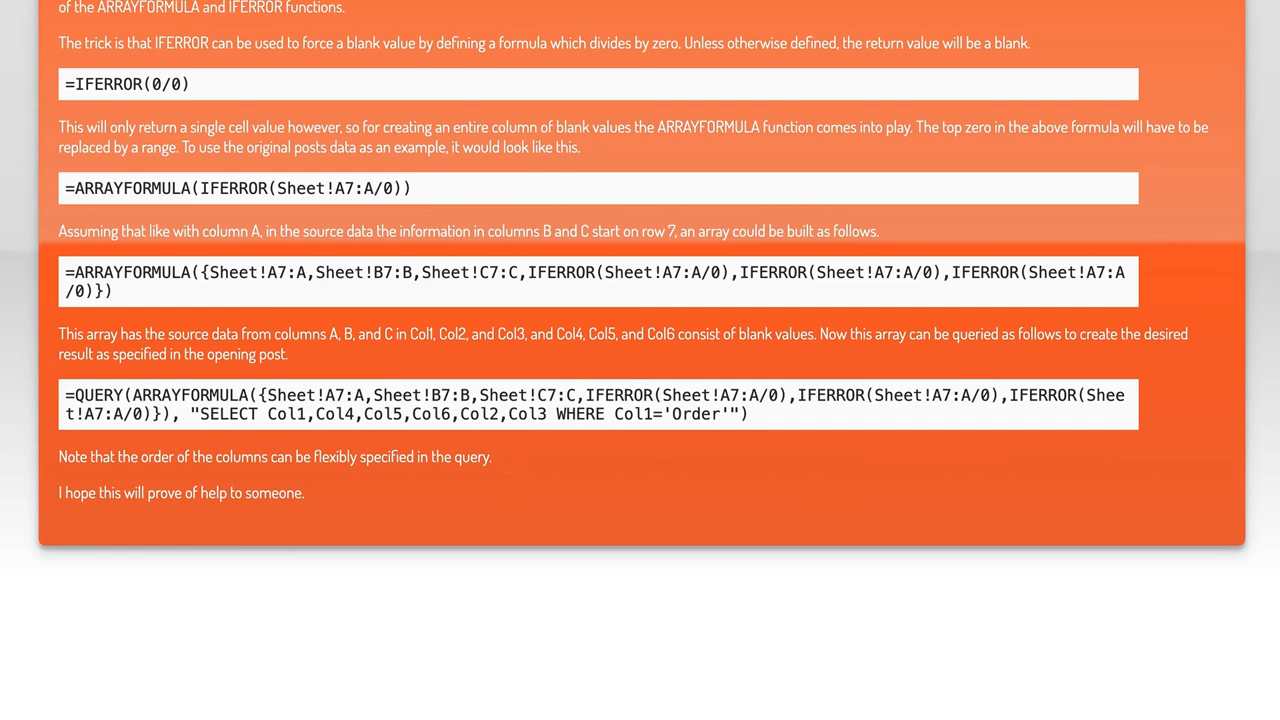 of the ARRAYFORMULA and IFERROR functions.
The trick is that IFERROR can be used to force a blank value by defining a formula which divides by zero. Unless otherwise defined, the return value will be a blank.
=IFERROR(0/0)
This will only return a single cell value however, so for creating an entire column of blank values the ARRAYFORMULA function comes into play. The top zero in the above formula will have to be
replaced by a range. To use the original posts data as an example, it would look like this.
=ARRAYFORMULA(IFERROR(Sheet!A7:A/0))
Assuming that like with column A, in the source data the information in columns B and C start on row 7, an array could be built as follows.
=ARRAYFORMULA({Sheet!A7:A,Sheet!B7:B,Sheet!C7:C,IFERROR(Sheet!A7:A/0),IFERROR(Sheet!A7:A/0),IFERROR(Sheet!A7:A
/0)})
This array has the source data from columns A, B, and C in Col1, Col2, and Col3, and Col4, Col5, and Col6 consist of blank values. Now this array can be queried as follows to create the desired
result as specified in the opening post.
=QUERY(ARRAYFORMULA({Sheet!A7:A,Sheet!B7:B,Sheet!C7:C,IFERROR(Sheet!A7:A/0),IFERROR(Sheet!A7:A/0),IFERROR(Shee
t!A7:A/0)}), "SELECT Col1,Col4,Col5,Col6,Col2,Col3 WHERE Col1='Order'")
Note that the order of the columns can be flexibly specified in the query.
I hope this will prove of help to someone.